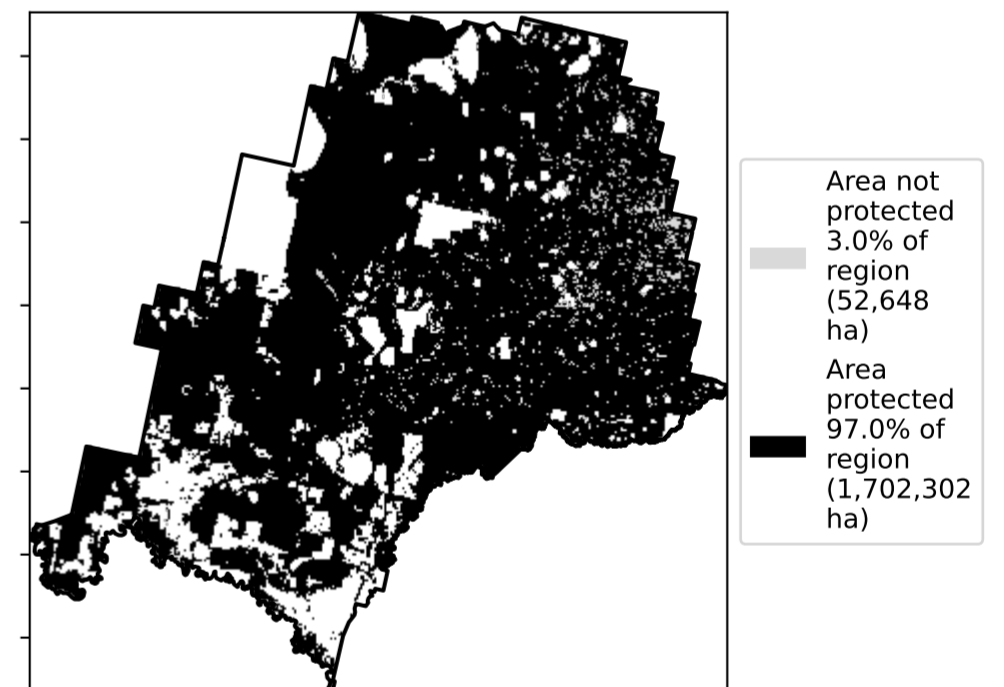 Area not
protected
3.0% of
region
(52,648
ha)
Area
protected
97.0% of
region
(1,702,302
ha)